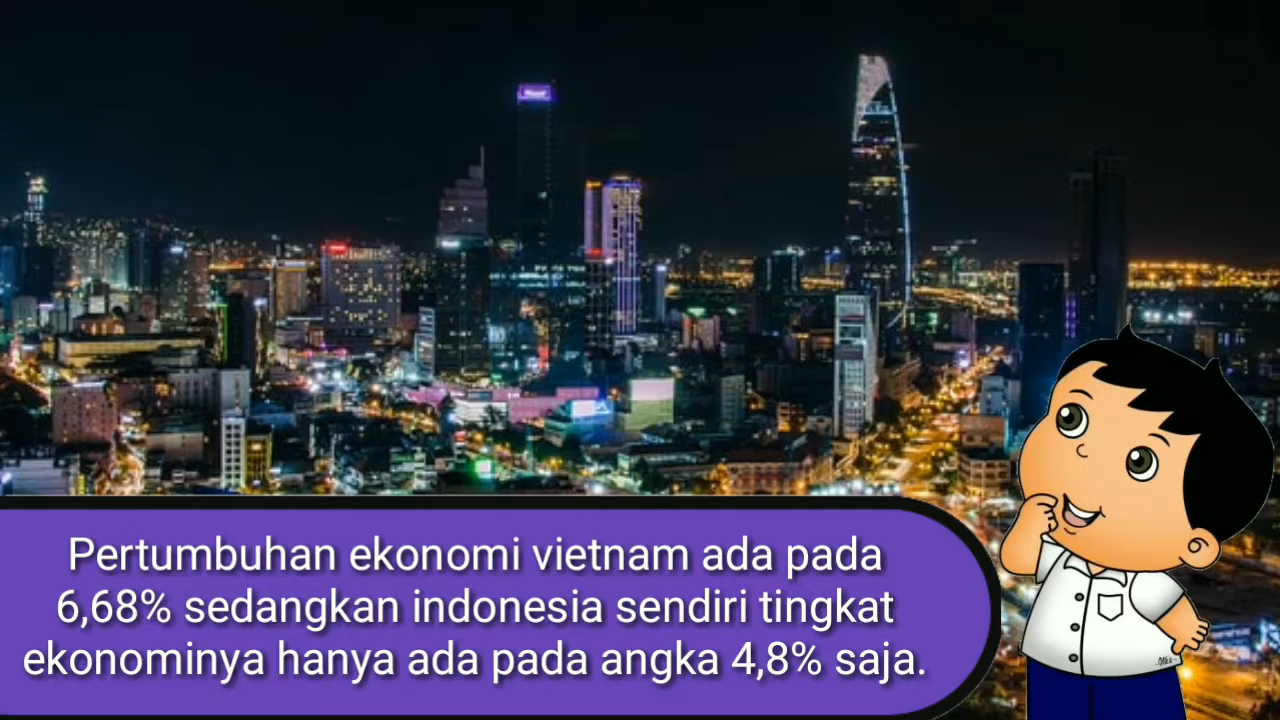 Pertumbuhan ekonomi vietnam ada pada
6,68% sedangkan indonesia sendiri tingkat
ekonominya hanya ada pada angka 4,8% saja.